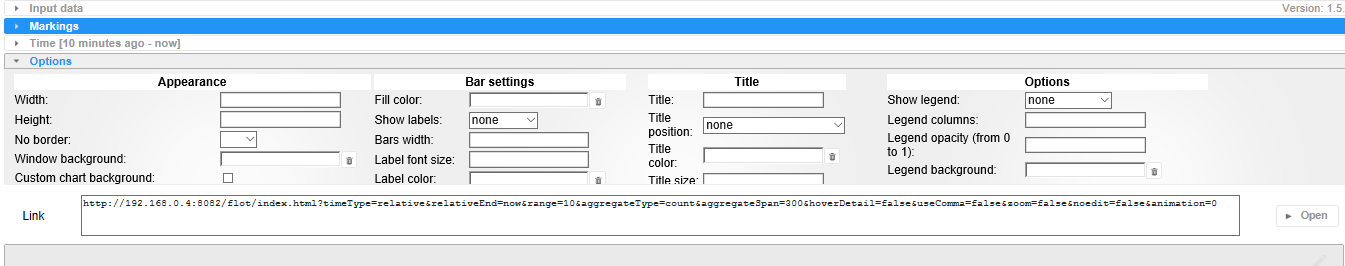 Input data Version: 1.5.
Markings
Time [10 minutes ago - now]
Options
Appearance Bar settings Title Options
Width: Fill color: Title: Show legend: none
Height: Show labels: none Title position: none Legend columns:
No border: Bars width: Legend opacity (from 0 to 1):
Window background: Label font size: Title color: Legend background:
Custom chart background: Label color: Title size:
Link http://192.168.0.4:8082/flot/index.html?timeType=relative&relativeEnd=now&range=10&aggregateType=count&aggregateSpan=300&hoverDetail=false&useComma=false&zoom=false&noedit=false&animation=0 Open